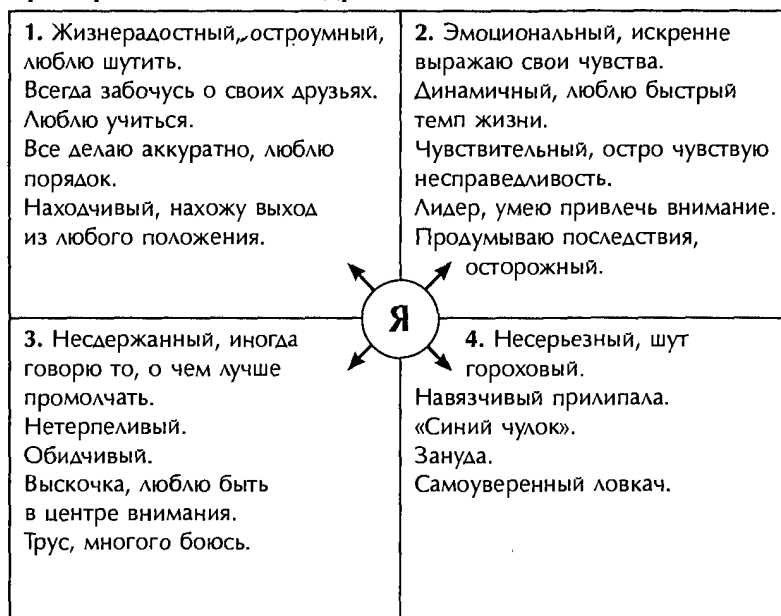 1. Жизнерадостный, остроумный,
люблю шутить.
Всегда забочусь о своих друзьях.
Люблю учиться.
Все делаю аккуратно, люблю
порядок.
Находчивый, нахожу выход
из любого положения.
2. Эмоциональный, искренне
выражаю свои чувства.
Динамичный, люблю быстрый
темп жизни.
Чувствительный, остро чувствую
несправедливость.
Лидер, умею привлечь внимание.
Продумываю последствия,
осторожный.
Я
3. Несдержанный, иногда
говорю то, о чем лучше
промолчать.
Нетерпеливый.
Обидчивый.
Выскочка, люблю быть
в центре внимания.
Трус, многого боюсь.
4. Несерьезный, шут
гороховый.
Навязчивый прилипала.
«Синий чулок».
Зануда.
Самоуверенный ловкач.